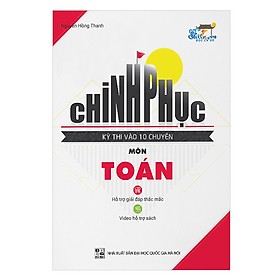 Nguyễn Hồng Thanh
CHINH PHỤC
KỲ THI VÀO 10 CHUYÊN
MÔN
TOÁN
Hỗ trợ giải đáp thắc mắc
Video hỗ trợ sách
NHÀ XUẤT BẢN ĐẠI HỌC QUỐC GIA HÀ NỘI